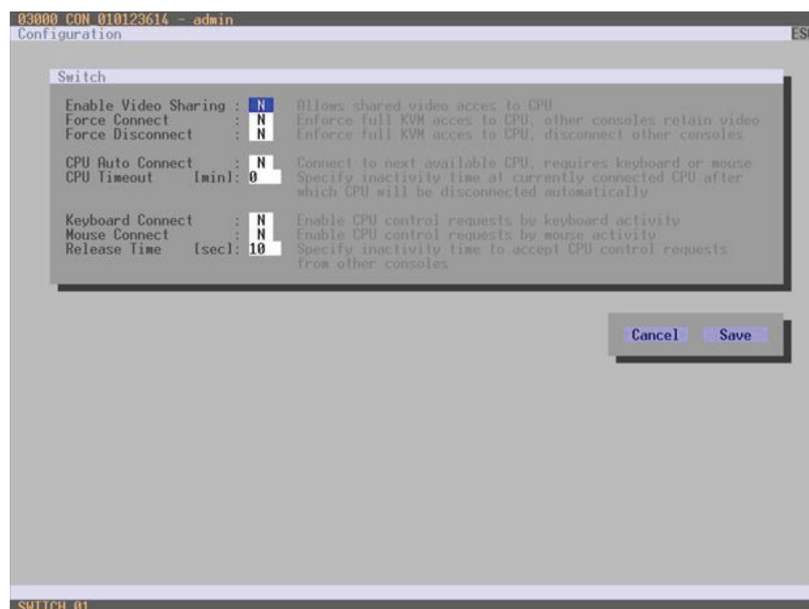 03000 CON_010123614 - admin
Configuration ESC
Switch
Enable Video Sharing : N Allows shared video acces to CPU
Force Connect : N Enforce full KVM acces to CPU, other consoles retain video
Force Disconnect : N Enforce full KVM acces to CPU, disconnect other consoles
CPU Auto Connect : N Connect to next available CPU, requires keyboard or mouse
CPU Timeout [min]: 0 Specify inactivity time at currently connected CPU after
which CPU will be disconnected automatically
Keyboard Connect : N Enable CPU control requests by keyboard activity
Mouse Connect : N Enable CPU control requests by mouse activity
Release Time [sec]: 10 Specify inactivity time to accept CPU control requests
from other consoles
Cancel Save
SWITCH_01